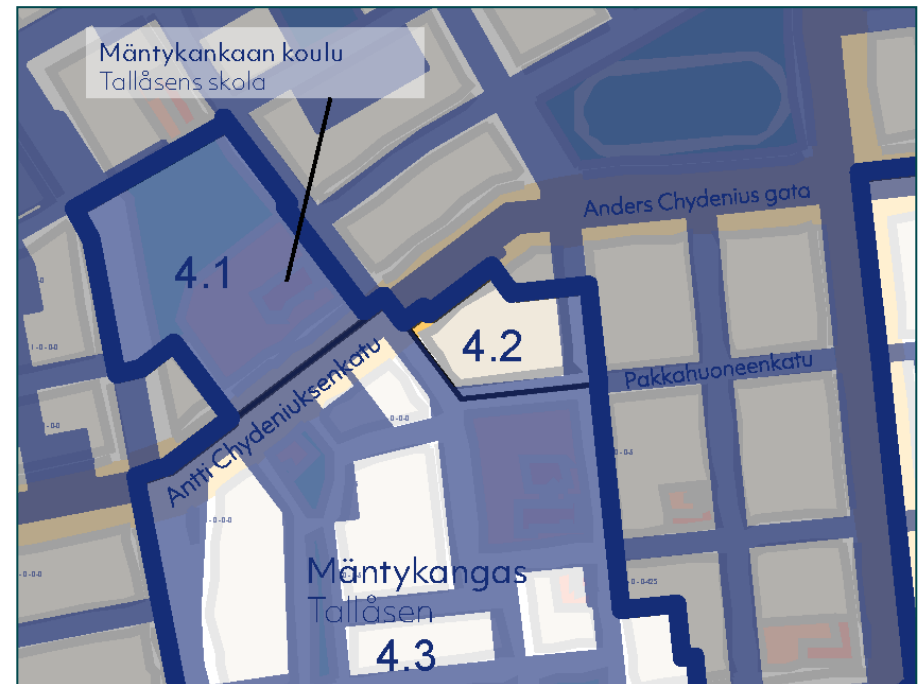 Mäntykankaan koulu
Tallåsens skola
Anders Chydenius gata
4.1
4.2
Pakkahuoneenkatu
Antti Chydeniuksenkatu
Mäntykangas
Tallåsen
4.3